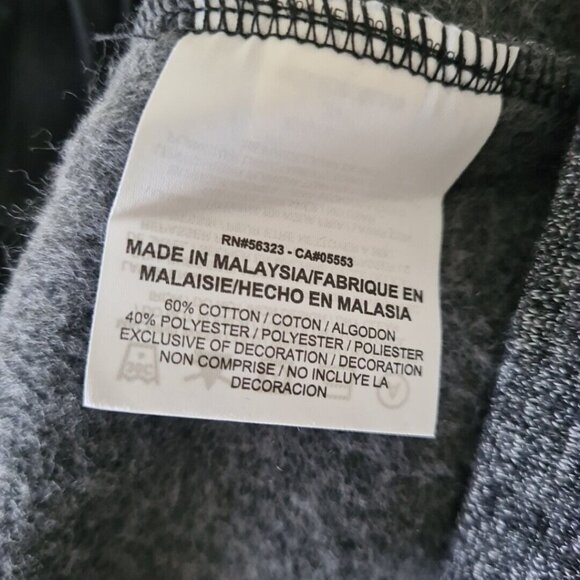 RN#56323 - CA#05553
MADE IN MALAYSIA/FABRIQUE EN
MALAISIE/HECHO EN MALASIA
60% COTTON / COTON / ALGODON
40% POLYESTER / POLYESTER / POLIESTER
EXCLUSIVE OF DECORATION / DECORATION
NON COMPRISE / NO INCLUYE LA
DECORACION